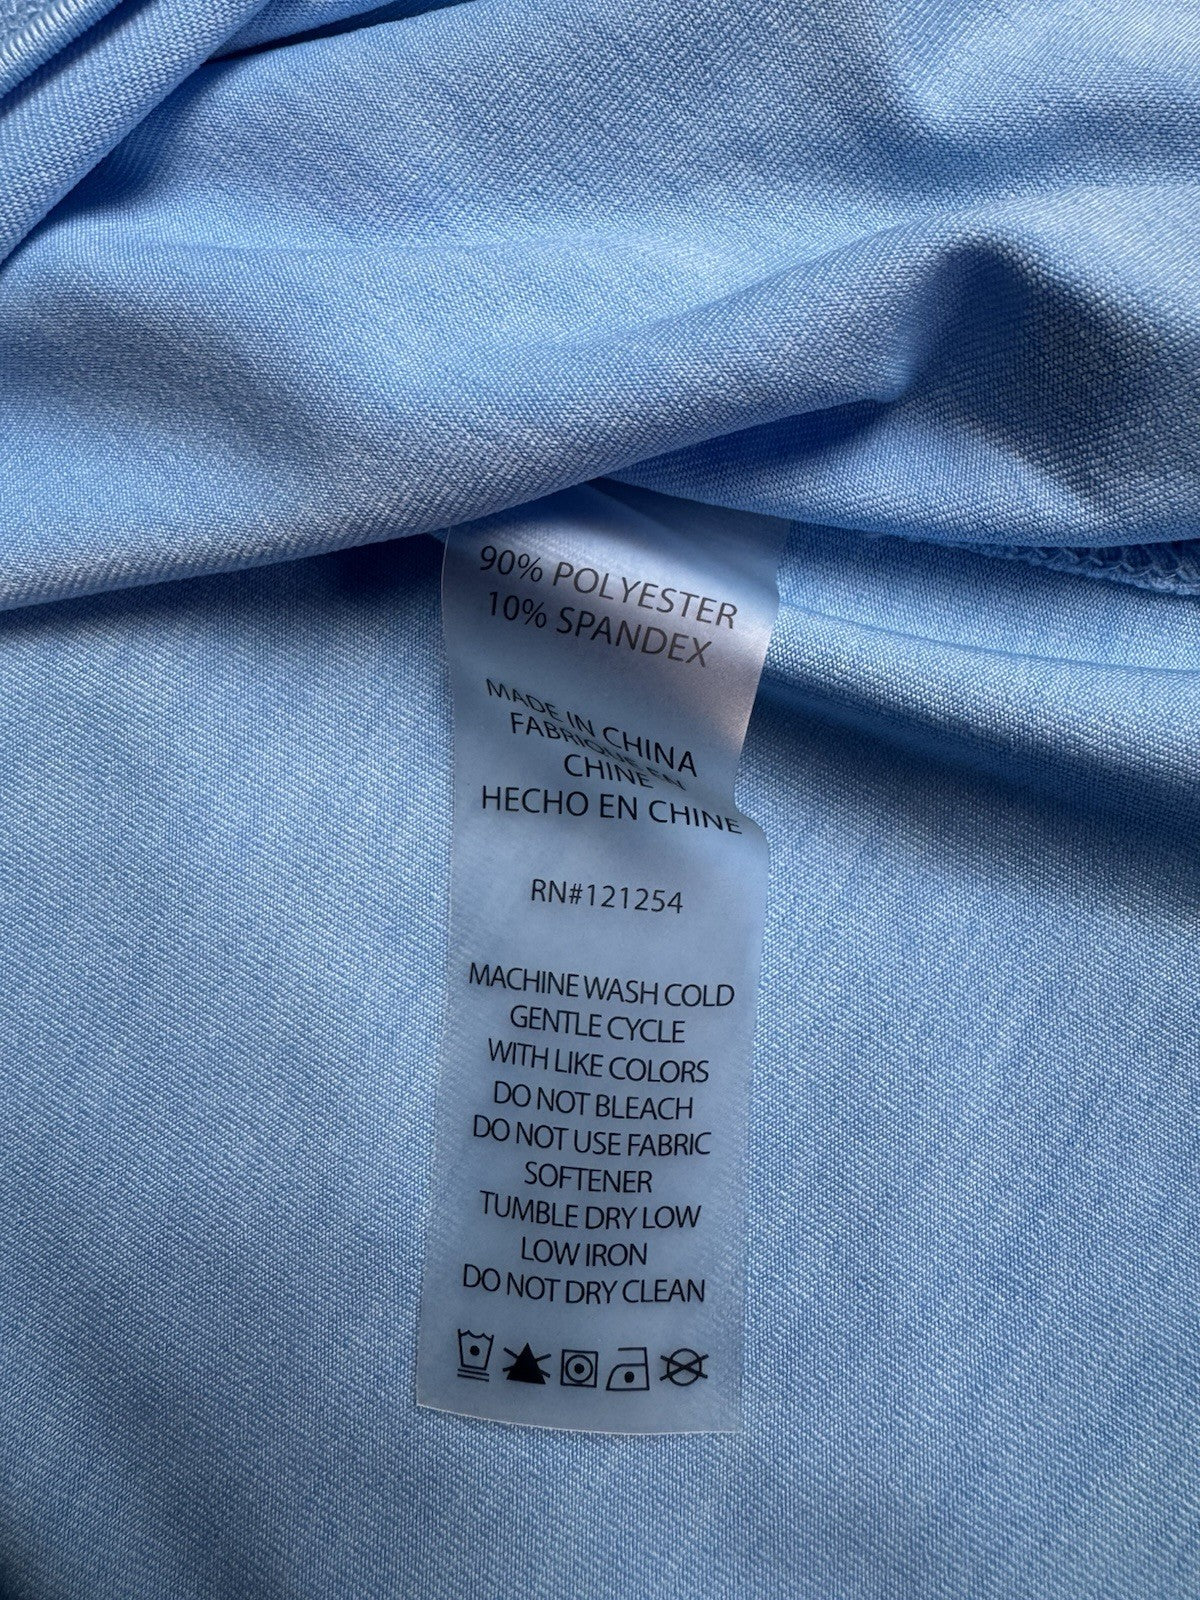 90% POLYESTER
10% SPANDEX
MADE IN CHINA
FABRIQUE EN
CHINE
HECHO EN CHINE
RN#121254
MACHINE WASH COLD
GENTLE CYCLE
WITH LIKE COLORS
DO NOT BLEACH
DO NOT USE FABRIC
SOFTENER
TUMBLE DRY LOW
LOW IRON
DO NOT DRY CLEAN